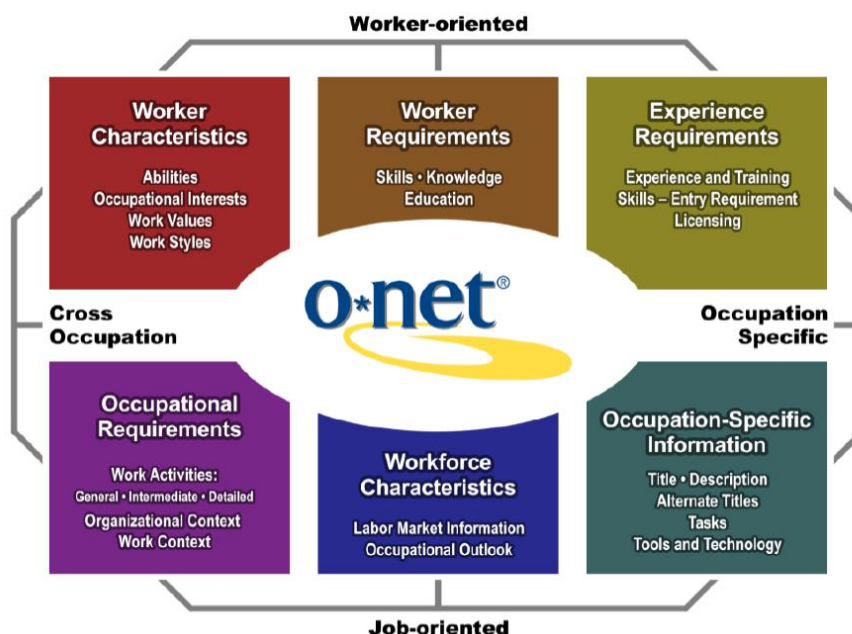 Worker-oriented
Worker
Characteristics
Abilities
Occupational Interests
Work Values
Work Styles
Worker
Requirements
Skills • Knowledge
Education
Experience
Requirements
Experience and Training
Skills – Entry Requirement
Licensing
Cross
Occupation
o*net®
Occupation
Specific
Occupational
Requirements
Work Activities:
General • Intermediate • Detailed
Organizational Context
Work Context
Workforce
Characteristics
Labor Market Information
Occupational Outlook
Occupation-Specific
Information
Title • Description
Alternate Titles
Tasks
Tools and Technology
Job-oriented